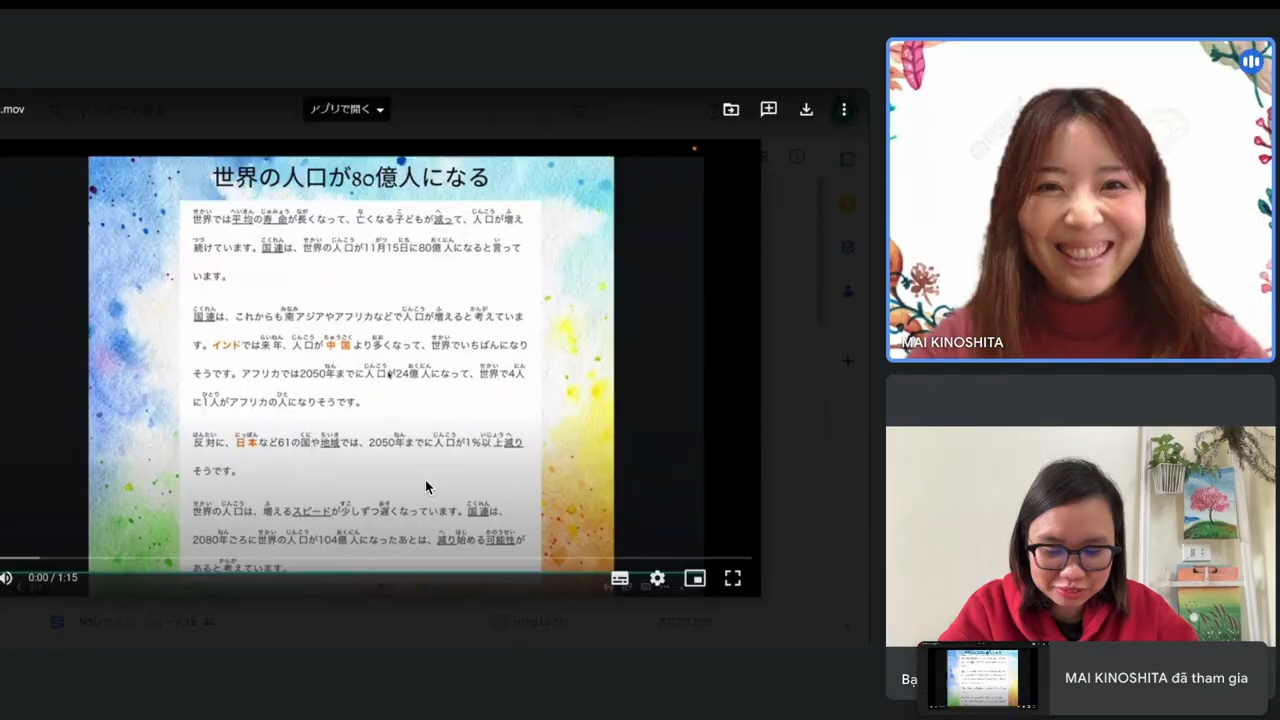 .mov
アプリで開く
世界の人口が80億人になる
世界では平均の寿命が長くなって、亡くなる子どもが減って、人口が増え
続けています。国連は、世界の人口が11月15日に80億人になると言って
います。
国連は、これからも南アジアやアフリカなどで人口が増えると考えていま
す。インドでは来年、人口が中国より多くなって、世界でいちばんになり
そうです。アフリカでは2050年までに人口が24億人になって、世界で4人
に1人がアフリカの人になりそうです。
反対に、日本など61の国や地域では、2050年までに人口が1%以上減り
そうです。
世界の人口は、増えるスピードが少しずつ遅くなっています。国連は、
2080年ごろに世界の人口が104億人になったあとは、減り始める可能性が
あると考えています。
0:00 / 1:15
MAI KINOSHITA
Bạ
MAI KINOSHITA đã tham gia